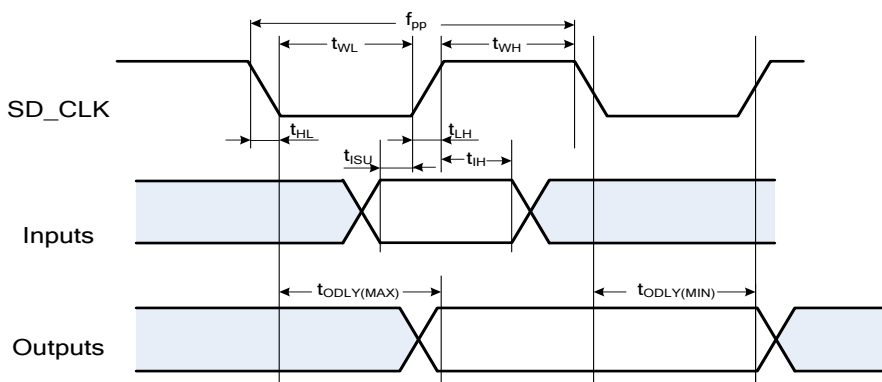 fpp
tWL
tWH
SD_CLK
tHL
tLH
tISU
tIH
Inputs
tODLY(MAX)
tODLY(MIN)
Outputs